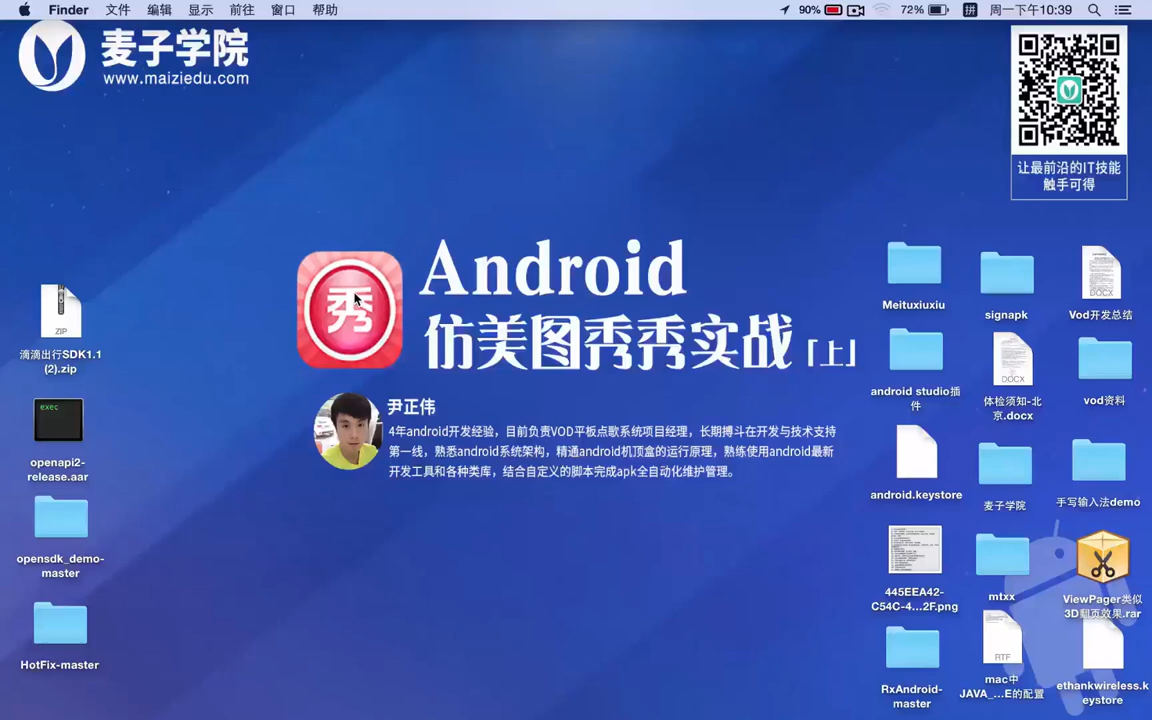 Finder 文件 编辑 显示 前往 窗口 帮助 90% 72% 拼 周一下午10:39
麦子学院
www.maiziedu.com
让最前沿的IT技能
触手可得
秀
Android
仿美图秀秀实战「上」
尹正伟
4年android开发经验，目前负责VOD平板点歌系统项目经理，长期搏斗在开发与技术支持
第一线，熟悉android系统架构，精通android机顶盒的运行原理，熟练使用android最新
开发工具和各种类库，结合自定义的脚本完成apk全自动化维护管理。
ZIP
滴滴出行SDK1.1
(2).zip
exec
openapi2-
release.aar
opensdk_demo-
master
HotFix-master
Meituxiuxiu
signapk
DOCX
Vod开发总结
android studio插
件
DOCX
体检须知-北
京.docx
vod资料
android.keystore
麦子学院
手写输入法demo
445EEA42-
C54C-4...2F.png
mtxx
ViewPager类似
3D翻页效果.rar
RxAndroid-
master
RTF
mac中
JAVA_...E的配置
ethankwireless.k
eystore